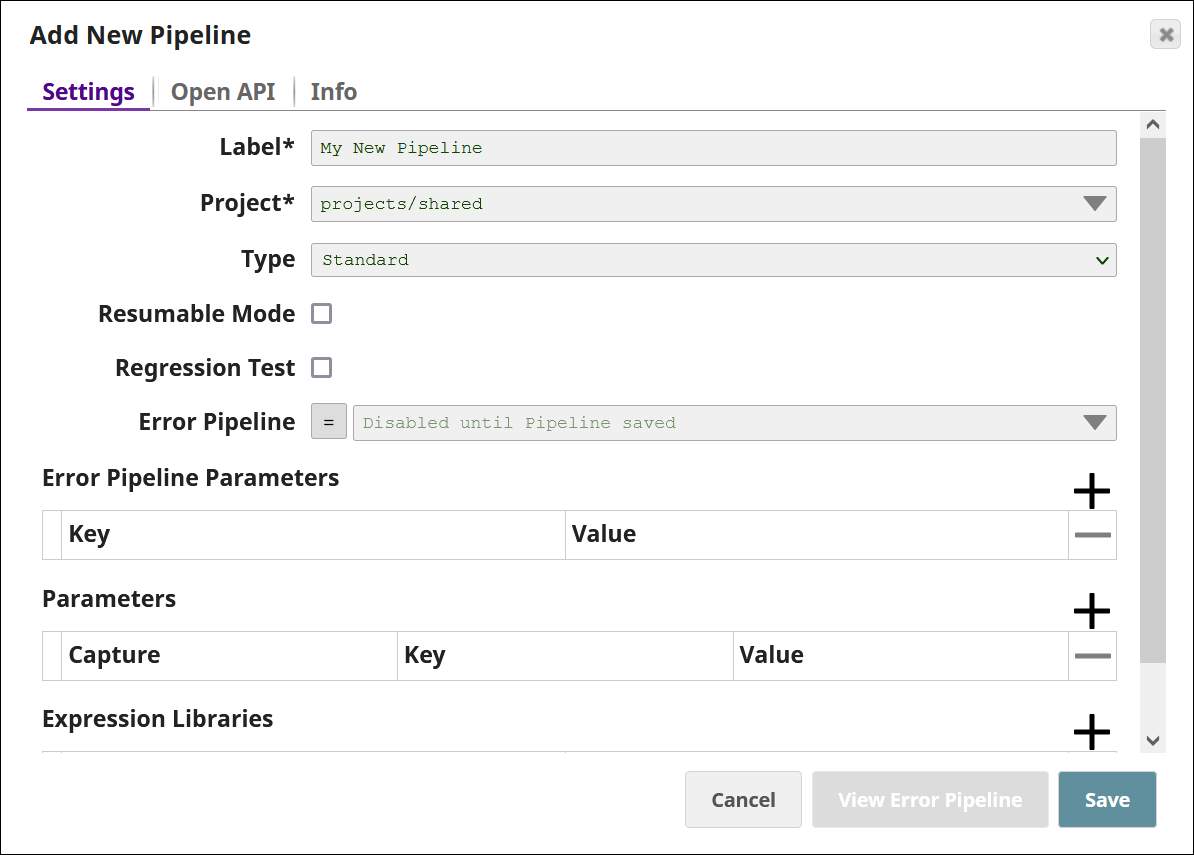 Add New Pipeline
Settings Open API Info
Label* My New Pipeline
Project* projects/shared
Type Standard
Resumable Mode
Regression Test
Error Pipeline = Disabled until Pipeline saved
Error Pipeline Parameters
Key Value
Parameters
Capture Key Value
Expression Libraries
Cancel View Error Pipeline Save